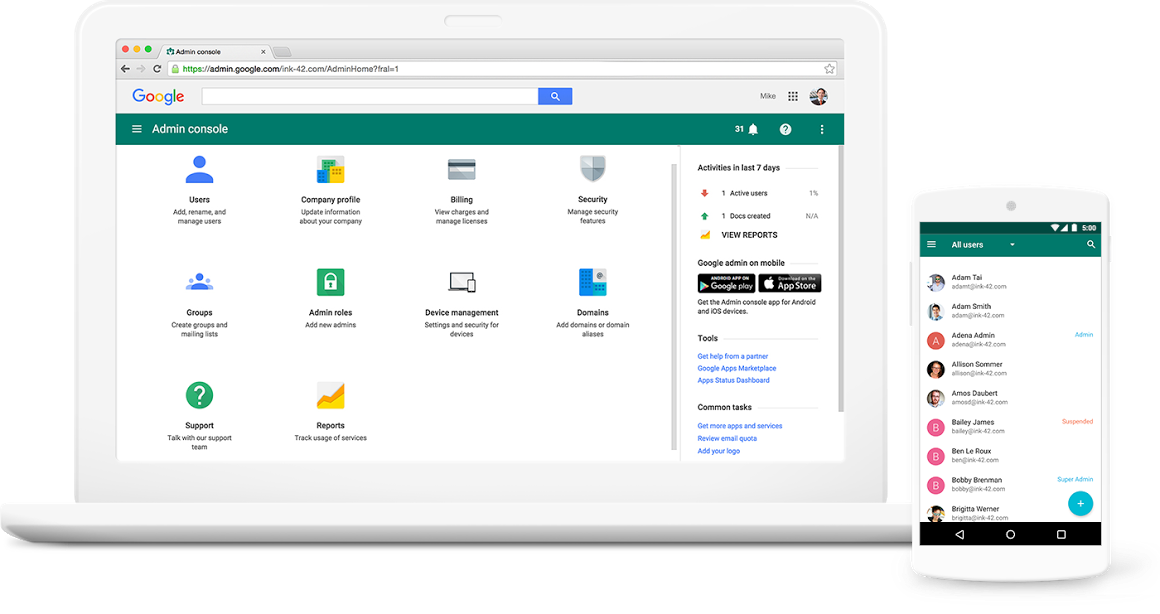 Admin console
https://admin.google.com/ink-42.com/AdminHome?fral=1
Google
Mike
Admin console
31
Users
Add, rename, and
manage users
Company profile
Update information
about your company
Billing
View charges and
manage licenses
Security
Manage security
features
Groups
Create groups and
mailing lists
Admin roles
Add new admins
Device management
Settings and security for
devices
Domains
Add domains or domain
aliases
?
Support
Talk with our support
team
Reports
Track usage of services
Activities in last 7 days
1 Active users 1%
1 Docs created N/A
VIEW REPORTS
Google admin on mobile
ANDROID APP ON
Google play
Download on the
App Store
Get the Admin console app for Android
and iOS devices.
Tools
Get help from a partner
Google Apps Marketplace
Apps Status Dashboard
Common tasks
Get more apps and services
Review email quota
Add your logo
5:00
All users
Adam Tai
adamt@ink-42.com
Adam Smith
adam@ink-42.com
A
Adena Admin
Admin
adena@ink-42.com
Allison Sommer
allison@ink-42.com
Amos Daubert
amosd@ink-42.com
B
Bailey James
Suspended
bailey@ink-42.com
B
Ben Le Roux
ben@ink-42.com
B
Bobby Brenman
Super Admin
bobby@ink-42.com
Brigitta Werner
brigitta@ink-42.com
+